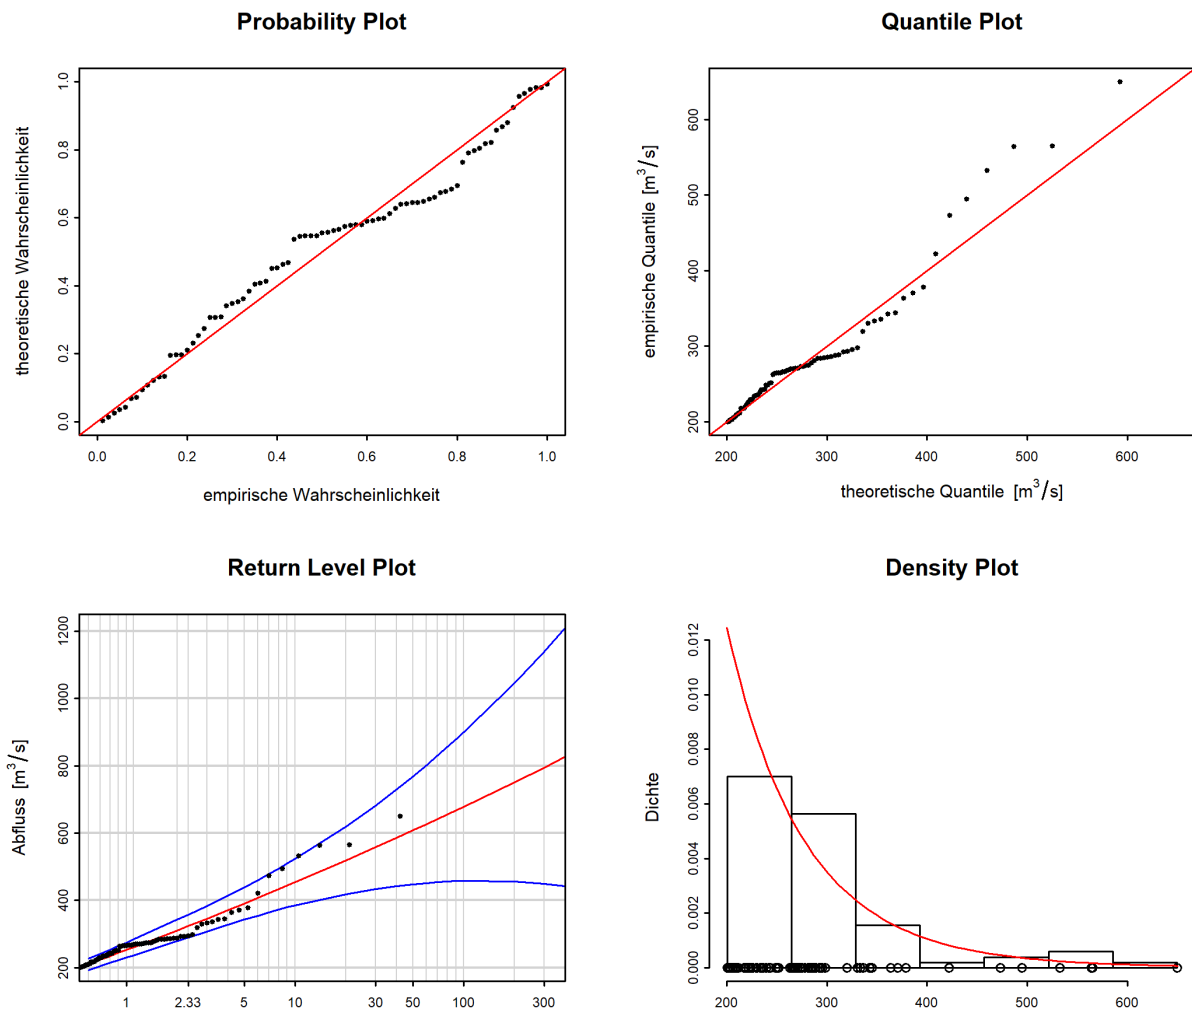 Probability Plot
theoretische Wahrscheinlichkeit
0.0 0.2 0.4 0.6 0.8 1.0
0.0 0.2 0.4 0.6 0.8 1.0
empirische Wahrscheinlichkeit
Quantile Plot
empirische Quantile [m³/s]
200 300 400 500 600
200 300 400 500 600
theoretische Quantile [m³/s]
Return Level Plot
Abfluss [m³/s]
200 400 600 800 1000 1200
1 2.33 5 10 30 50 100 300
Density Plot
Dichte
0.000 0.002 0.004 0.006 0.008 0.010 0.012
200 300 400 500 600